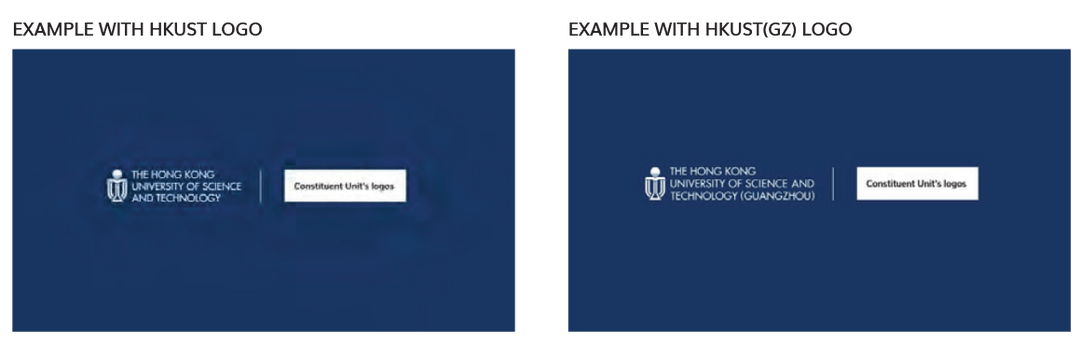 EXAMPLE WITH HKUST LOGO
THE HONG KONG
UNIVERSITY OF SCIENCE
AND TECHNOLOGY
Constituent Unit's logos
EXAMPLE WITH HKUST(GZ) LOGO
THE HONG KONG
UNIVERSITY OF SCIENCE AND
TECHNOLOGY (GUANGZHOU)
Constituent Unit's logos